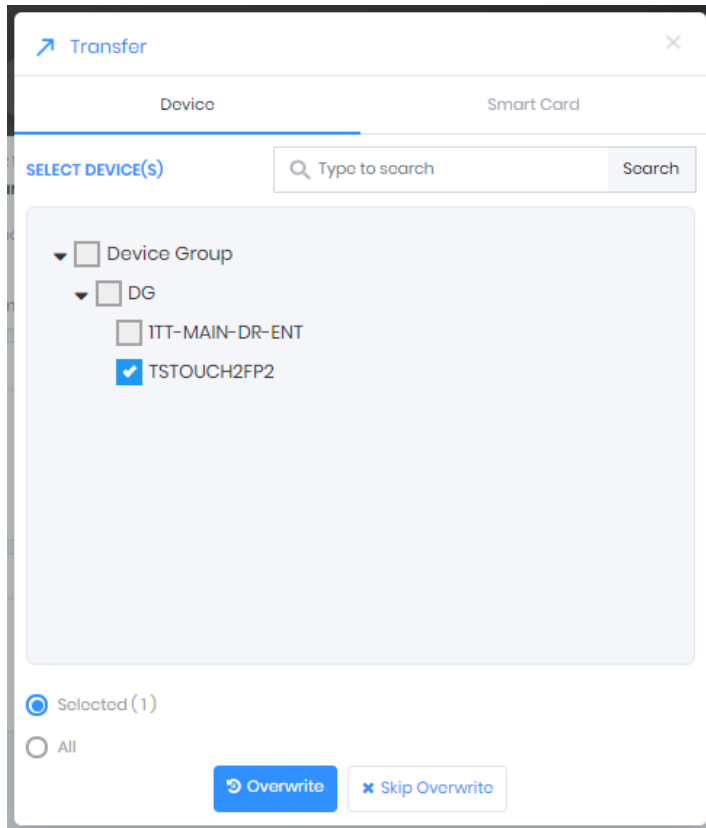 Transfer
Device
Smart Card
SELECT DEVICE(S)
Type to search
Search
Device Group
DG
1TT-MAIN-DR-ENT
TSTOUCH2FP2
Selected (1)
All
Overwrite
Skip Overwrite